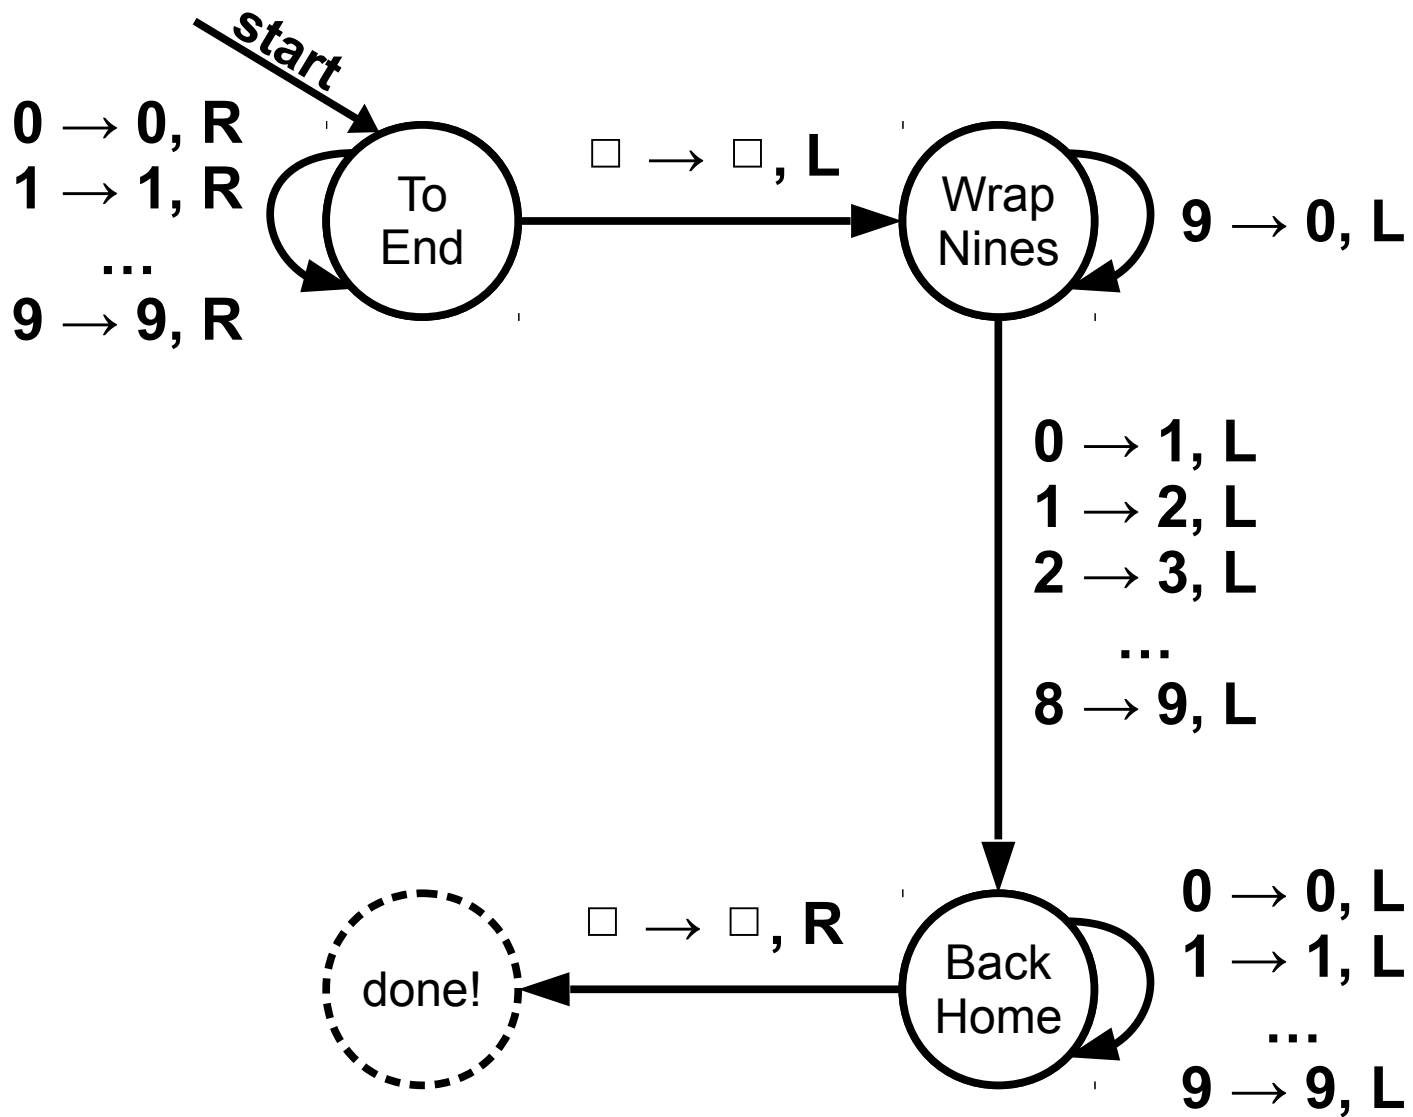 start
0 → 0, R
1 → 1, R
...
9 → 9, R
To
End
□ → □, L
Wrap
Nines
9 → 0, L
0 → 1, L
1 → 2, L
2 → 3, L
...
8 → 9, L
done!
□ → □, R
Back
Home
0 → 0, L
1 → 1, L
...
9 → 9, L